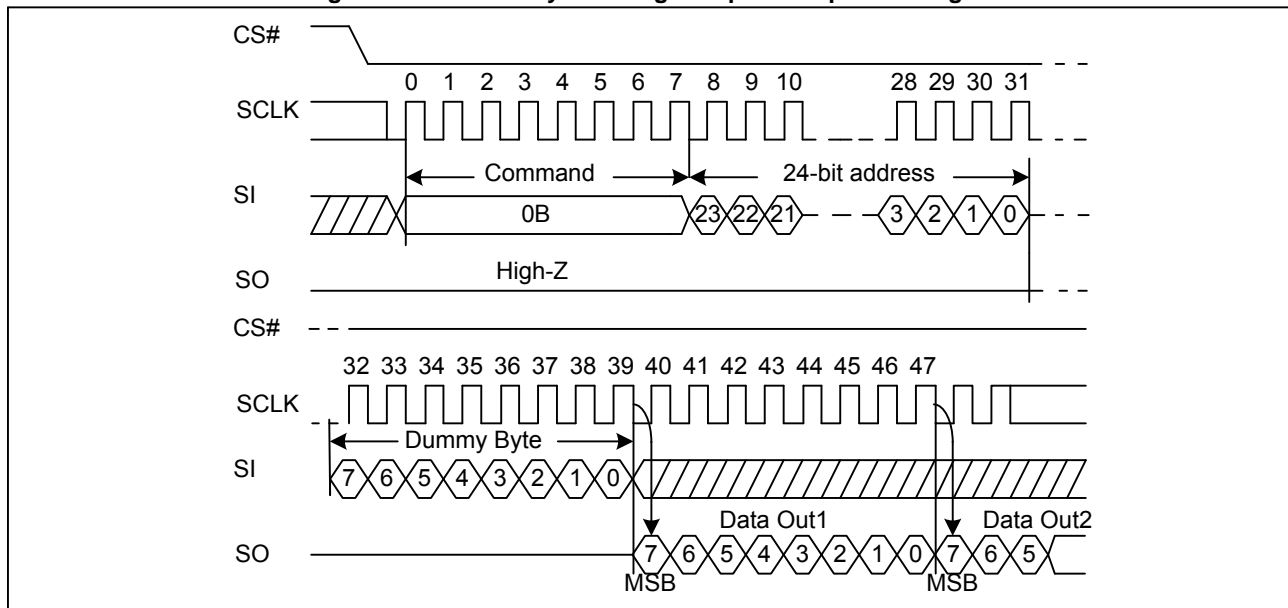 CS#
0 1 2 3 4 5 6 7 8 9 10 28 29 30 31
SCLK
Command 24-bit address
SI
0B 23 22 21 3 2 1 0
High-Z
SO
CS#
32 33 34 35 36 37 38 39 40 41 42 43 44 45 46 47
SCLK
Dummy Byte
SI
7 6 5 4 3 2 1 0
Data Out1 Data Out2
SO
7 6 5 4 3 2 1 0 7 6 5
MSB MSB